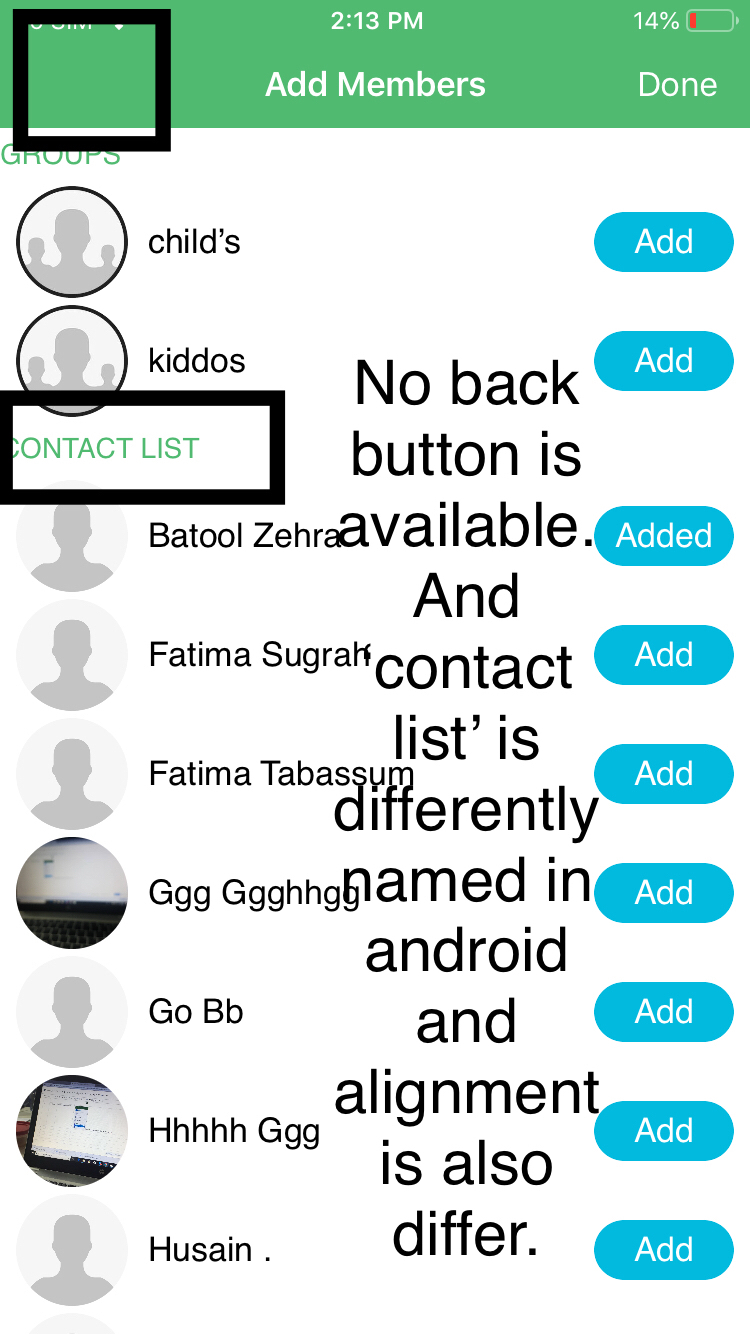 2:13 PM
14%
Add Members
Done
GROUPS
child’s
Add
kiddos
Add
CONTACT LIST
Batool Zehra
Added
Fatima Sugrah
Add
Fatima Tabassum
Add
Ggg Ggghhgg
Add
Go Bb
Add
Hhhhh Ggg
Add
Husain .
Add
No back
button is
available.
And
‘contact
list’ is
differently
named in
android
and
alignment
is also
differ.